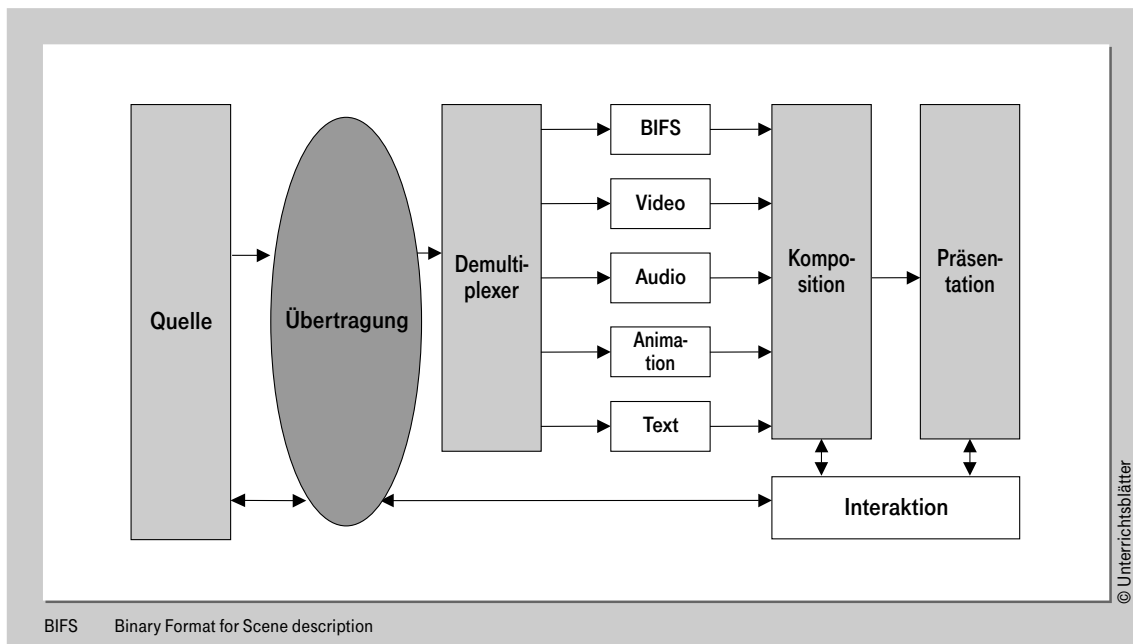 Quelle
Übertragung
Demulti-
plexer
BIFS
Video
Audio
Anima-
tion
Text
Kompo-
sition
Präsen-
tation
Interaktion
© Unterrichtsblätter
BIFS Binary Format for Scene description